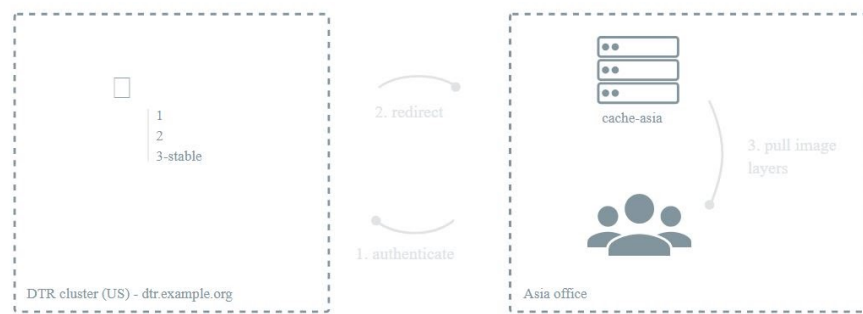 1
2
3-stable
DTR cluster (US) - dtr.example.org
2. redirect
1. authenticate
cache-asia
3. pull image
layers
Asia office